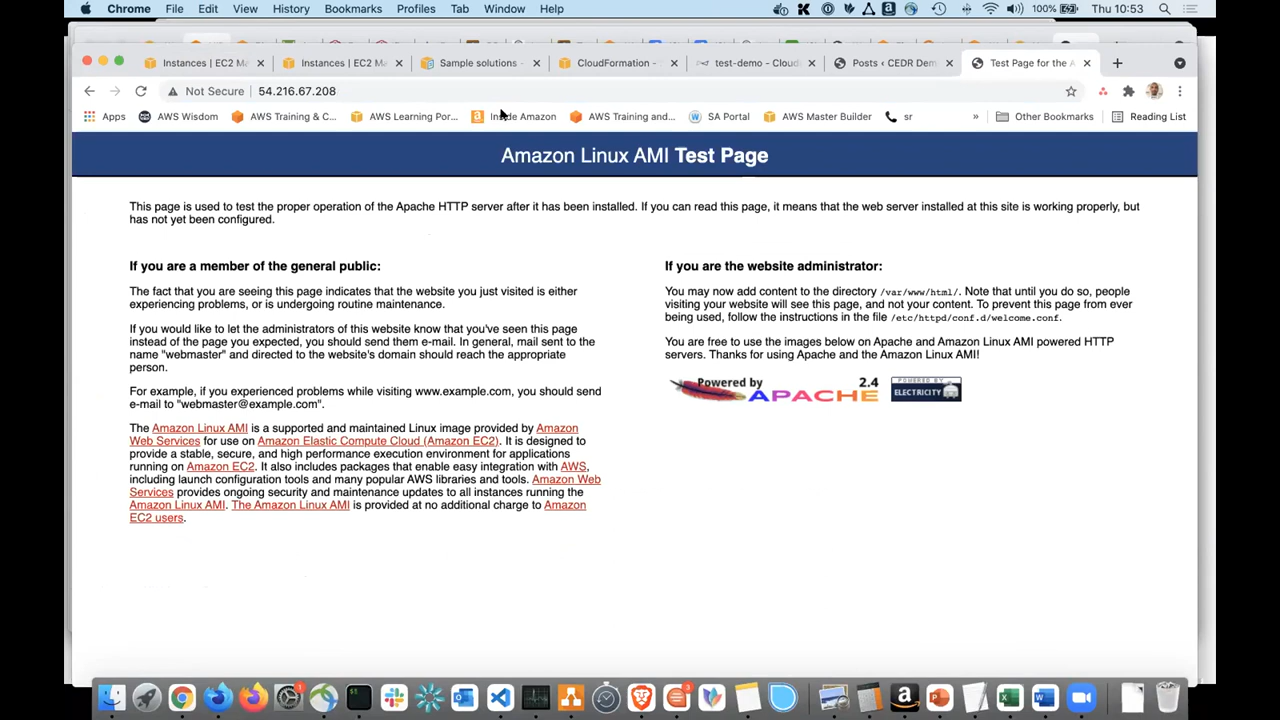 Chrome File Edit View History Bookmarks Profiles Tab Window Help 100% Thu 10:53
Instances | EC2 Ma Instances | EC2 Ma Sample solutions - CloudFormation - test-demo - Cloud Posts ‹ CEDR Dem Test Page for the A
Not Secure 54.216.67.208
Apps AWS Wisdom AWS Training & C... AWS Learning Por... Inside Amazon AWS Training and... SA Portal AWS Master Builder sr » Other Bookmarks Reading List
Amazon Linux AMI Test Page
This page is used to test the proper operation of the Apache HTTP server after it has been installed. If you can read this page, it means that the web server installed at this site is working properly, but
has not yet been configured.
If you are a member of the general public:
The fact that you are seeing this page indicates that the website you just visited is either
experiencing problems, or is undergoing routine maintenance.
If you would like to let the administrators of this website know that you've seen this page
instead of the page you expected, you should send them e-mail. In general, mail sent to the
name "webmaster" and directed to the website's domain should reach the appropriate
person.
For example, if you experienced problems while visiting www.example.com, you should send
e-mail to "webmaster@example.com".
The Amazon Linux AMI is a supported and maintained Linux image provided by Amazon
Web Services for use on Amazon Elastic Compute Cloud (Amazon EC2). It is designed to
provide a stable, secure, and high performance execution environment for applications
running on Amazon EC2. It also includes packages that enable easy integration with AWS,
including launch configuration tools and many popular AWS libraries and tools. Amazon Web
Services provides ongoing security and maintenance updates to all instances running the
Amazon Linux AMI. The Amazon Linux AMI is provided at no additional charge to Amazon
EC2 users.
If you are the website administrator:
You may now add content to the directory /var/www/html/. Note that until you do so, people
visiting your website will see this page, and not your content. To prevent this page from ever
being used, follow the instructions in the file /etc/httpd/conf.d/welcome.conf.
You are free to use the images below on Apache and Amazon Linux AMI powered HTTP
servers. Thanks for using Apache and the Amazon Linux AMI!
Powered by 2.4
APACHE
POWERED BY
ELECTRICITY